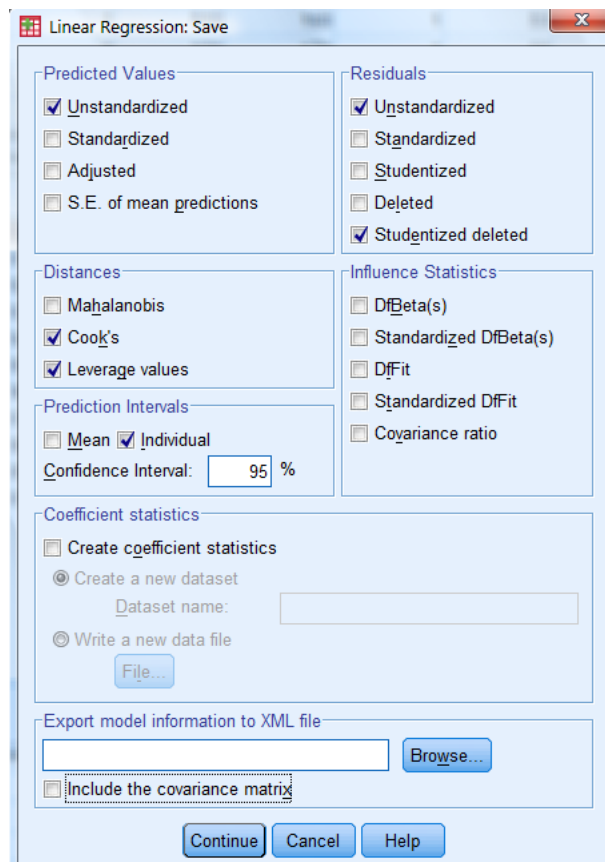 Linear Regression: Save
Predicted Values
Unstandardized
Standardized
Adjusted
S.E. of mean predictions
Residuals
Unstandardized
Standardized
Studentized
Deleted
Studentized deleted
Distances
Mahalanobis
Cook's
Leverage values
Influence Statistics
DfBeta(s)
Standardized DfBeta(s)
DfFit
Standardized DfFit
Covariance ratio
Prediction Intervals
Mean Individual
Confidence Interval: 95 %
Coefficient statistics
Create coefficient statistics
Create a new dataset
Dataset name:
Write a new data file
File...
Export model information to XML file
Browse...
Include the covariance matrix
Continue Cancel Help